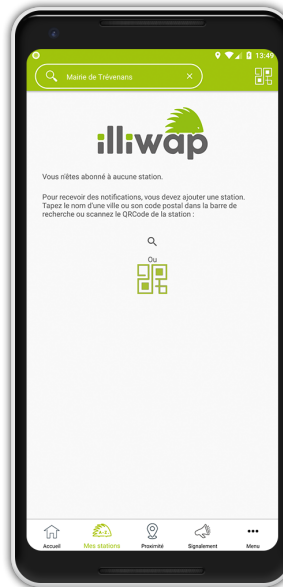 13:49
Mairie de Trévenans
illiwap
Vous n'êtes abonné à aucune station.
Pour recevoir des notifications, vous devez ajouter une station.
Tapez le nom d'une ville ou son code postal dans la barre de
recherche ou scannez le QRCode de la station :
Ou
A-Z
Accueil Mes stations Proximité Signalement Menu